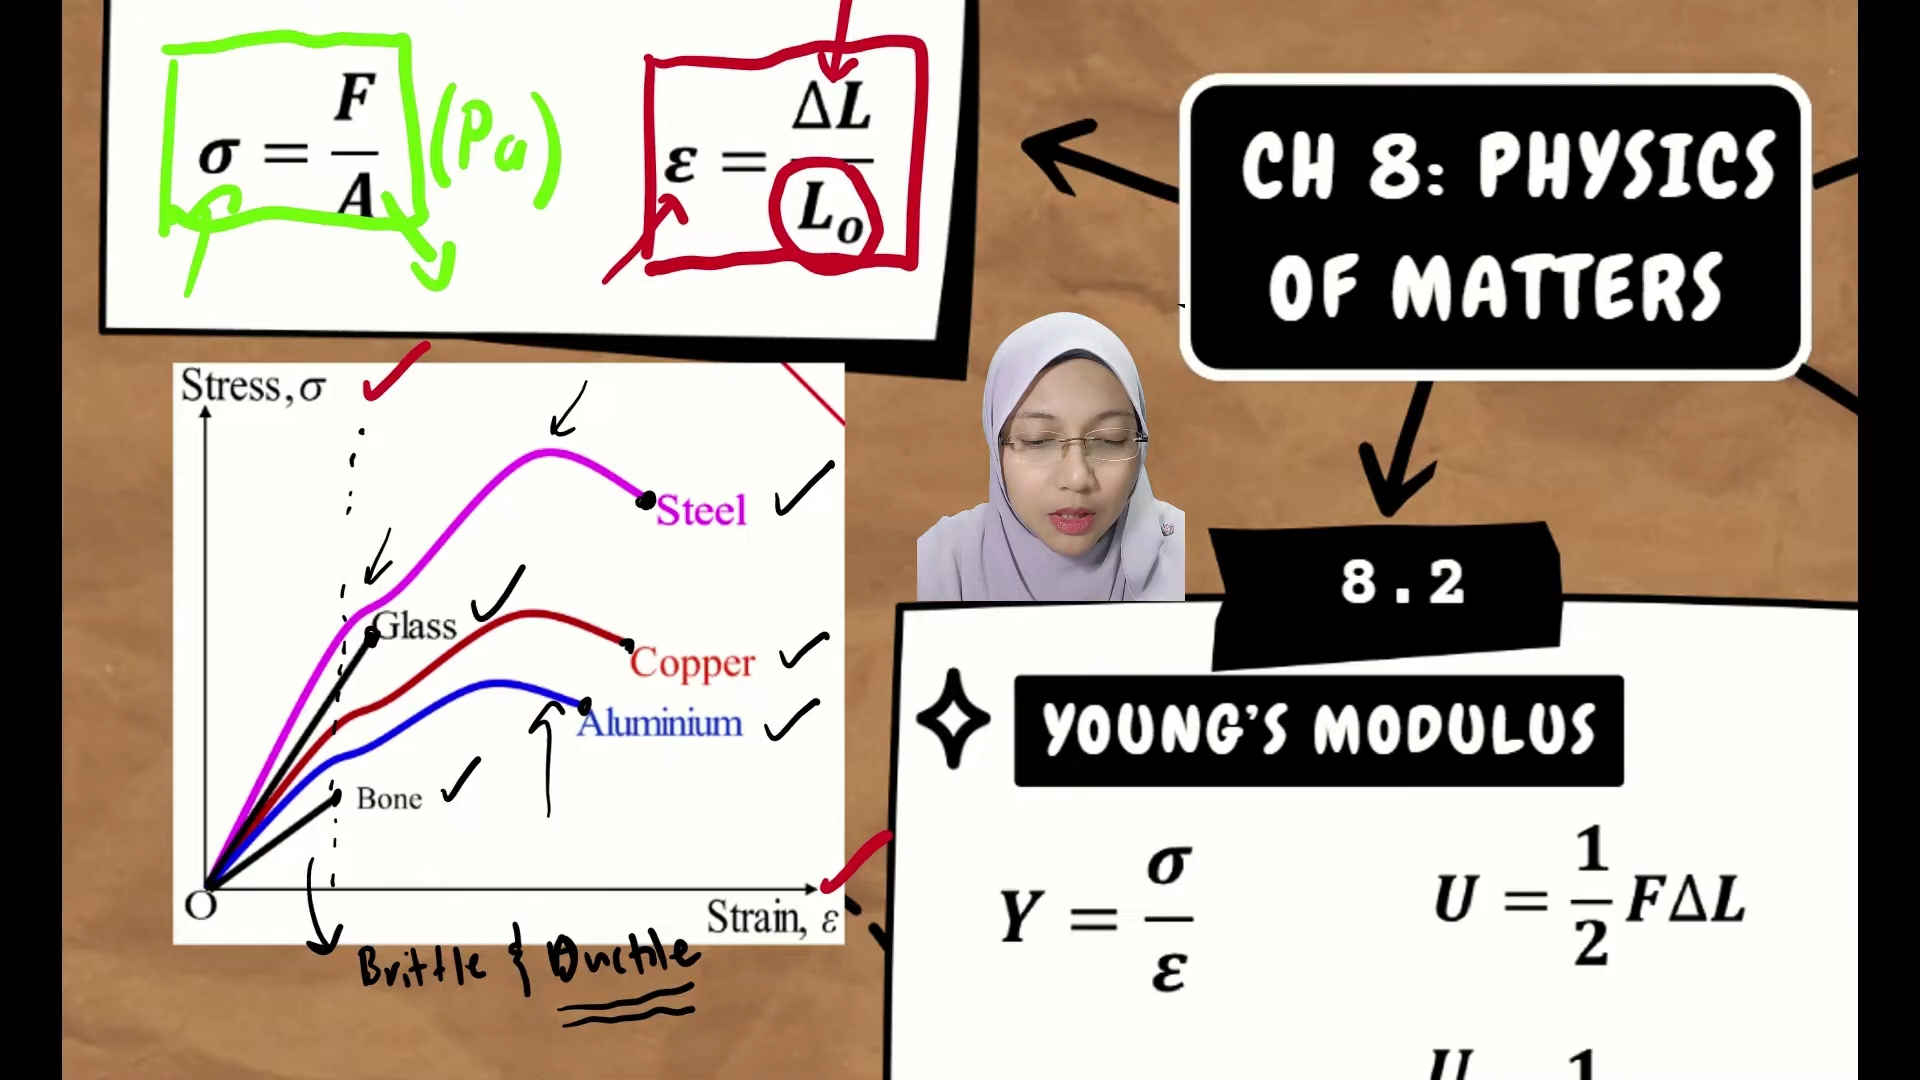 σ = F / A (Pa)
ε = ΔL / L₀
CH 8: PHYSICS
OF MATTERS
Stress, σ
Steel
Glass
Copper
Aluminium
Bone
O
Strain, ε
Brittle & Ductile
8.2
YOUNG'S MODULUS
Y = σ / ε
U = 1 / 2 FΔL